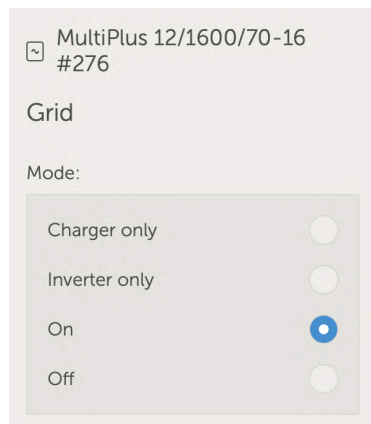 MultiPlus 12/1600/70-16
#276
Grid
Mode:
Charger only
Inverter only
On
Off